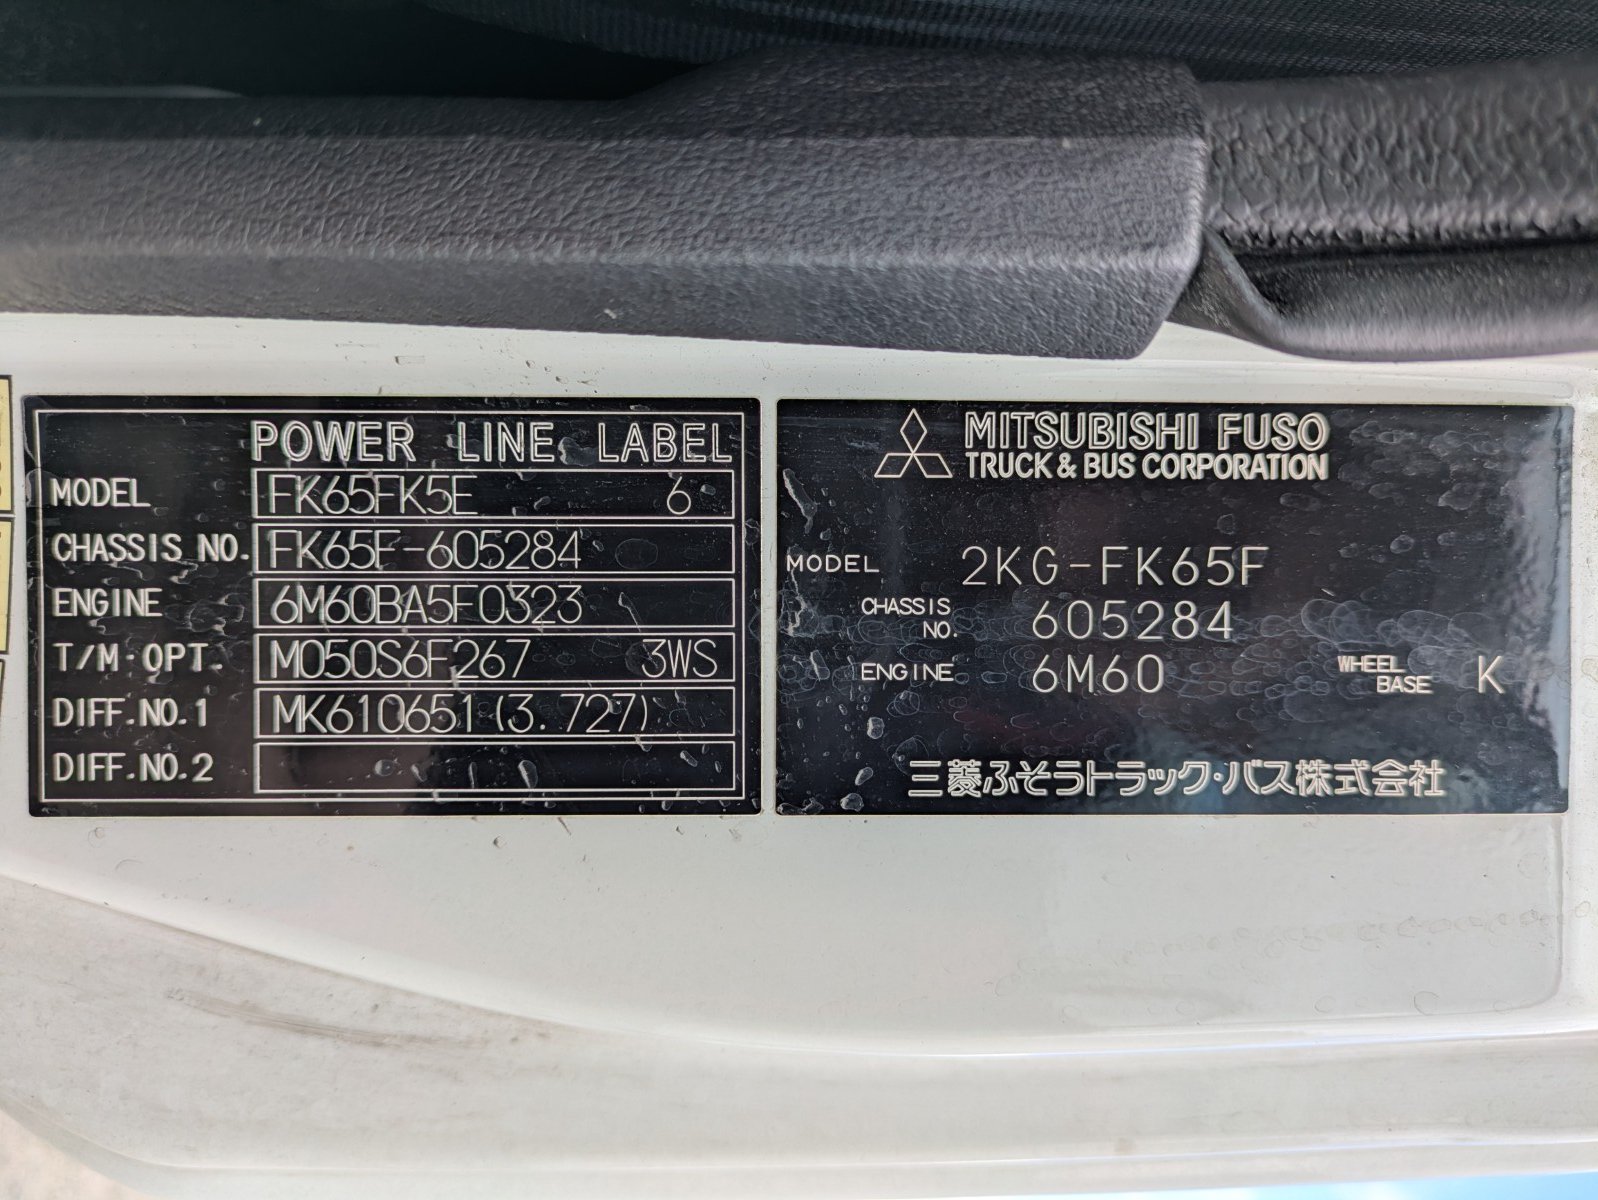 POWER LINE LABEL
MODEL FK65FK5E 6
CHASSIS NO. FK65F-605284
ENGINE 6M60BA5F0323
T/M·OPT. M050S6F267 3WS
DIFF.NO.1 MK610651(3.727)
DIFF.NO.2
MITSUBISHI FUSO
TRUCK & BUS CORPORATION
MODEL 2KG-FK65F
CHASSIS NO. 605284
ENGINE 6M60 WHEEL BASE K
三菱ふそうトラック・バス株式会社